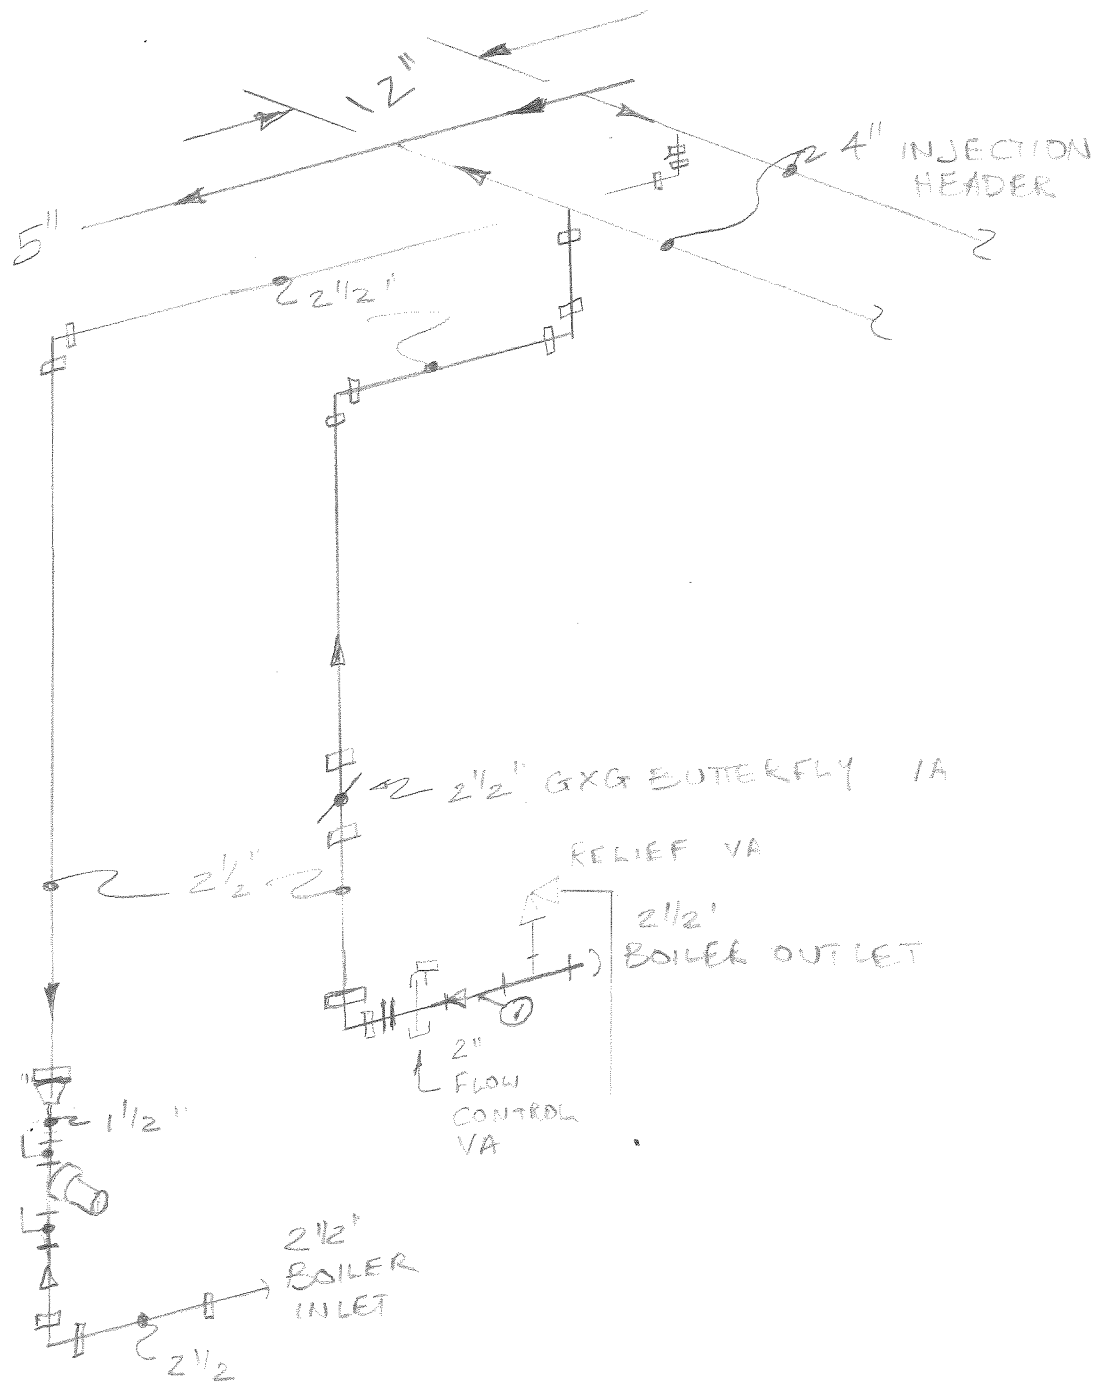 12"
4" INJECTION
HEADER
5"
2 1/2"
2 1/2" GXG BUTTERFLY VA
RELIEF VA
2 1/2"
2 1/2"
BOILER OUTLET
2"
FLOW
CONTROL
VA
1 1/2"
2 1/2"
BOILER
INLET
2 1/2